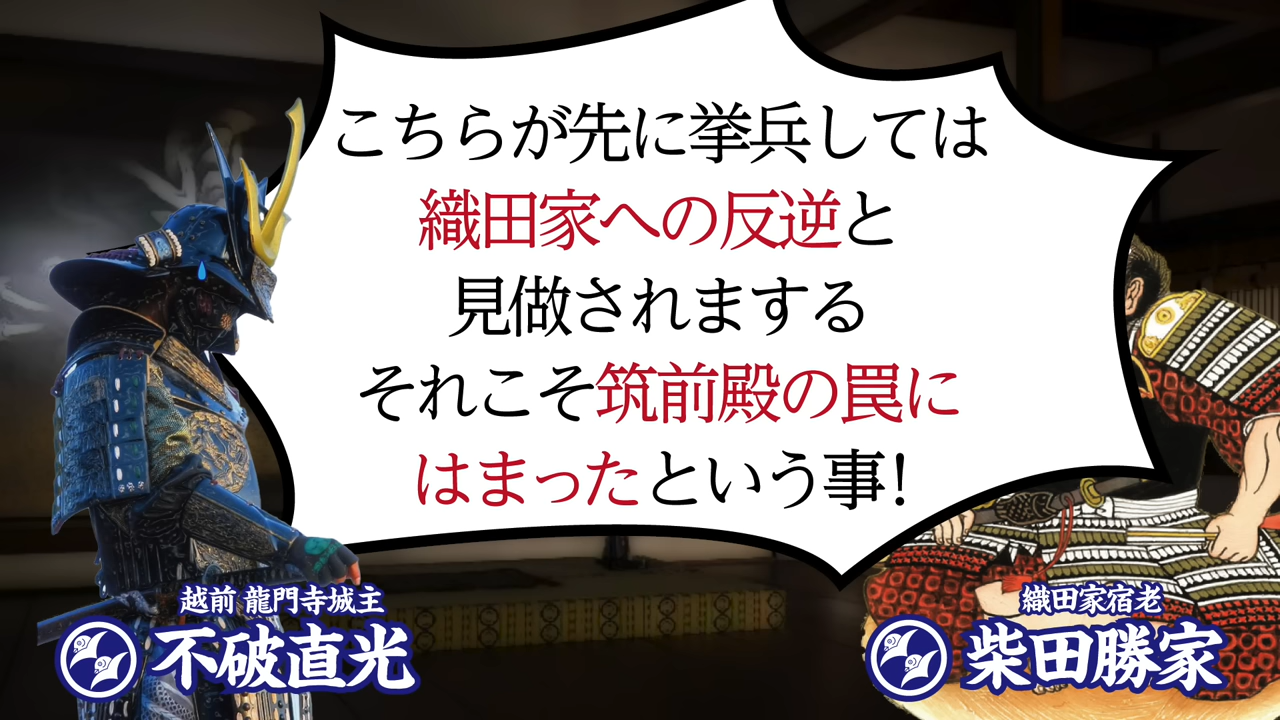 こちらが先に挙兵しては
織田家への反逆と
見做されまする
それこそ筑前殿の罠に
はまったという事!
越前 龍門寺城主
不破直光
織田家宿老
柴田勝家